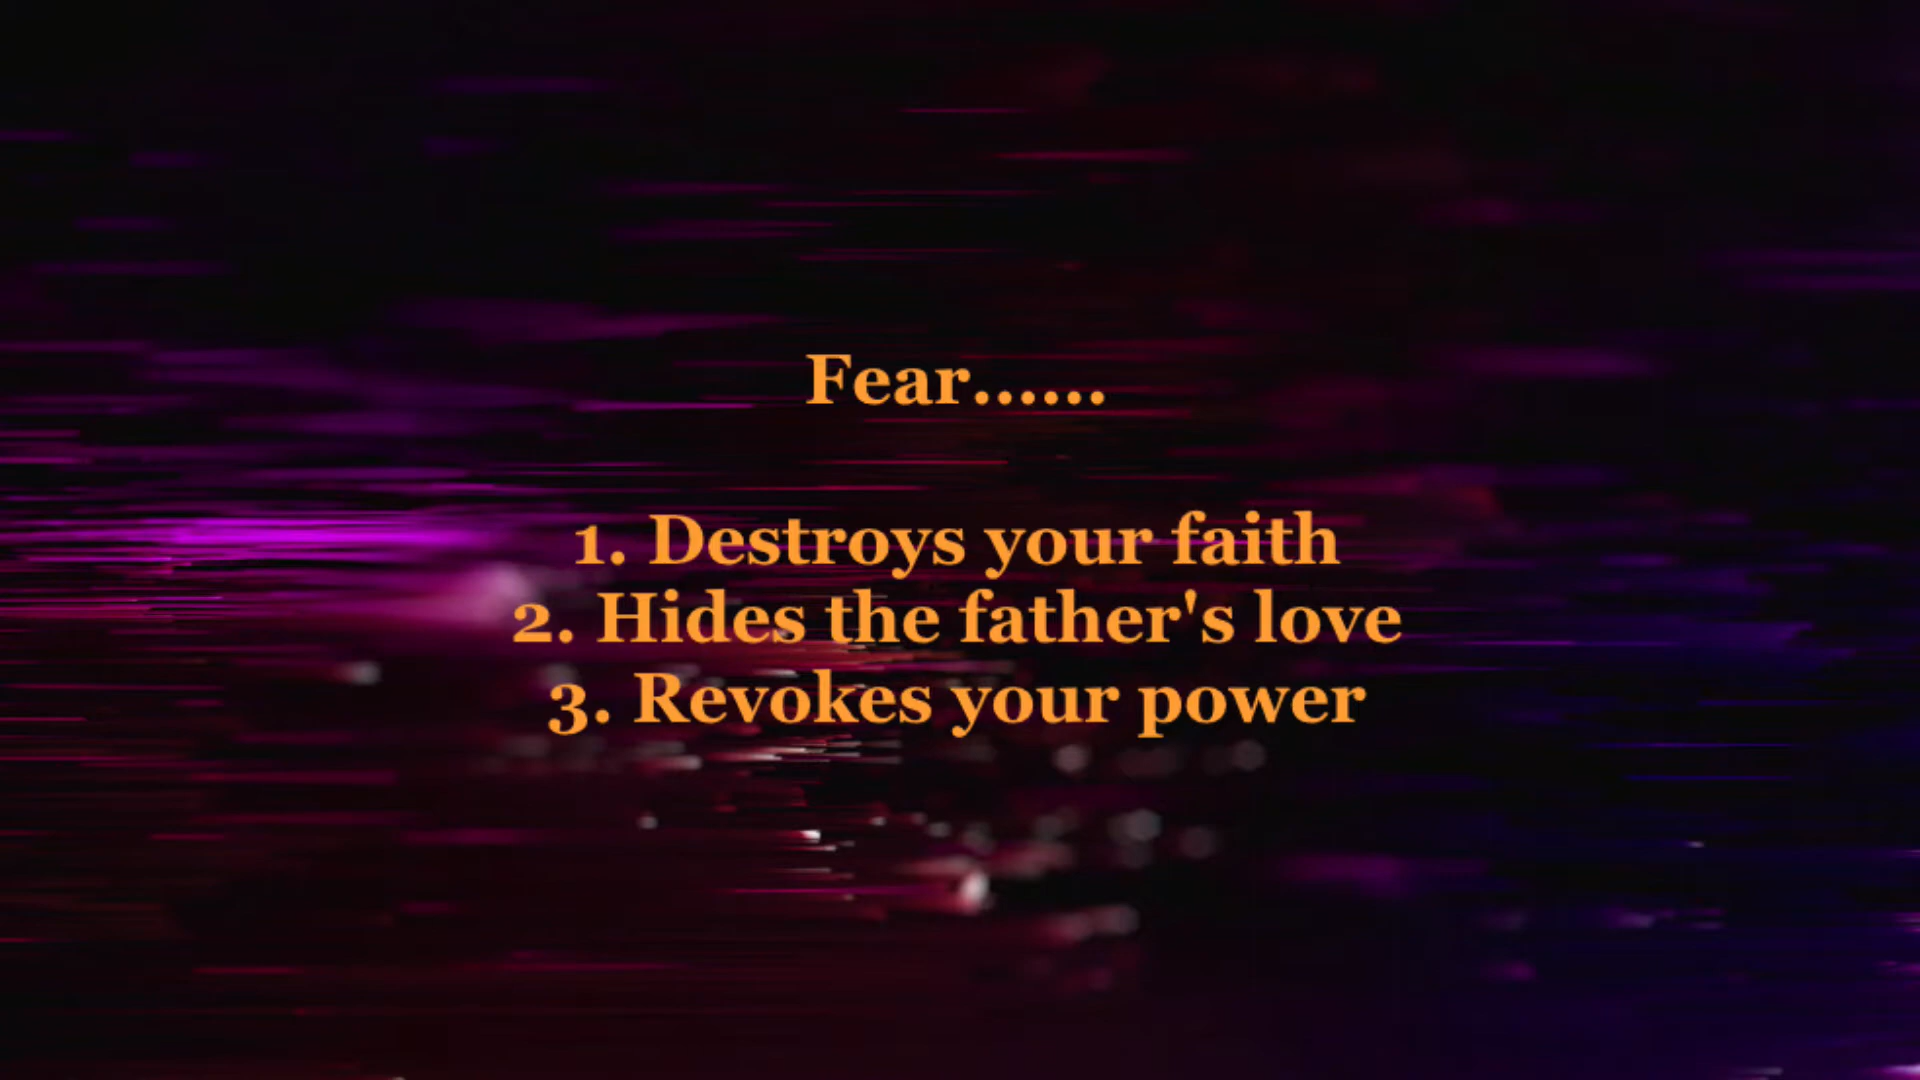 Fear......
1. Destroys your faith
2. Hides the father's love
3. Revokes your power